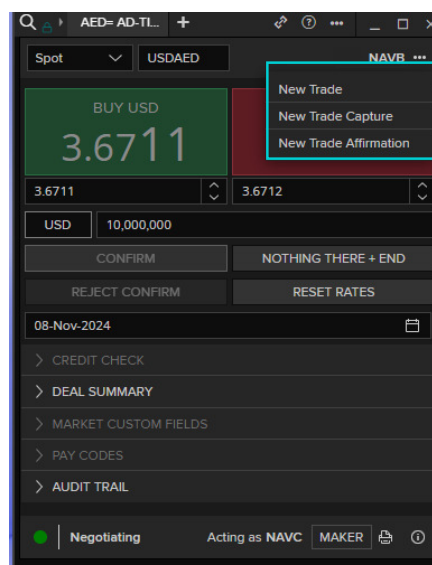 AED= AD-TI...
Spot USDAED NAVB
New Trade
New Trade Capture
New Trade Affirmation
BUY USD
3.6711
3.6711 3.6712
USD 10,000,000
CONFIRM NOTHING THERE + END
REJECT CONFIRM RESET RATES
08-Nov-2024
CREDIT CHECK
DEAL SUMMARY
MARKET CUSTOM FIELDS
PAY CODES
AUDIT TRAIL
Negotiating Acting as NAVC MAKER